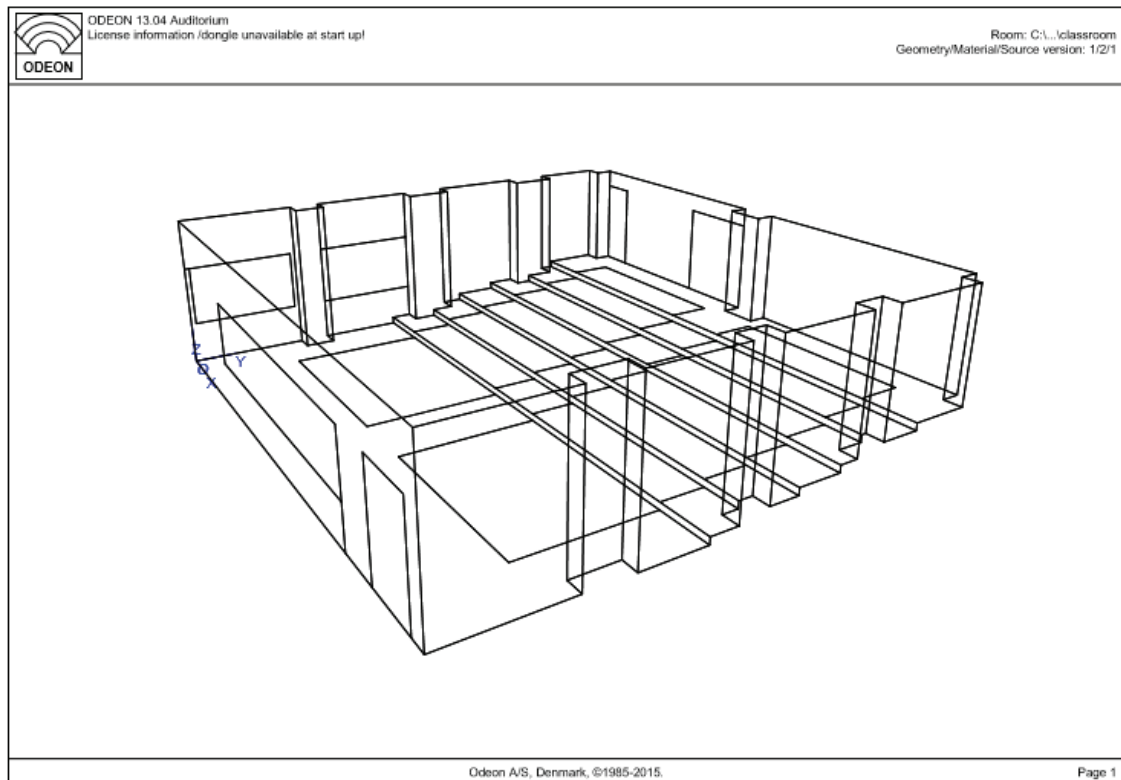 ODEON 13.04 Auditorium
License information /dongle unavailable at start up!
ODEON
Room: C:\...\classroom
Geometry/Material/Source version: 1/2/1
Z
O
Y
X
Odeon A/S, Denmark, ©1985-2015.
Page 1